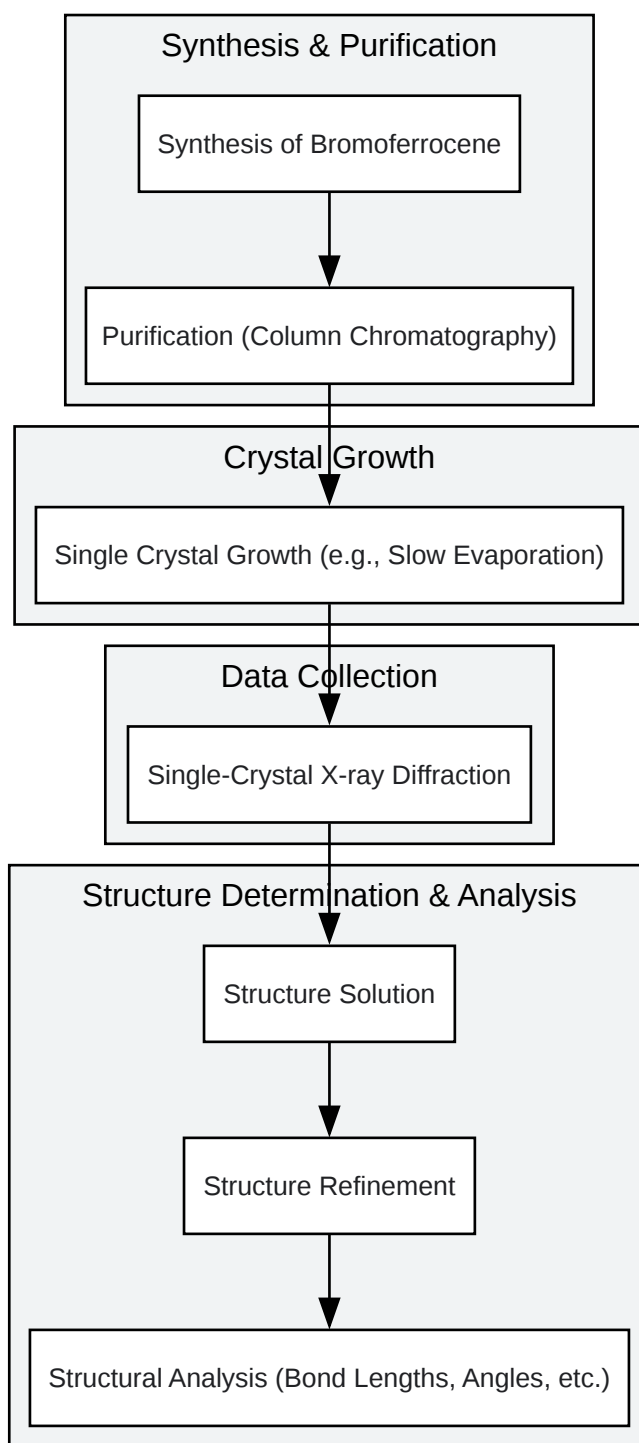 Synthesis & Purification
Synthesis of Bromoferrocene
Purification (Column Chromatography)
Crystal Growth
Single Crystal Growth (e.g., Slow Evaporation)
Data Collection
Single-Crystal X-ray Diffraction
Structure Determination & Analysis
Structure Solution
Structure Refinement
Structural Analysis (Bond Lengths, Angles, etc.)